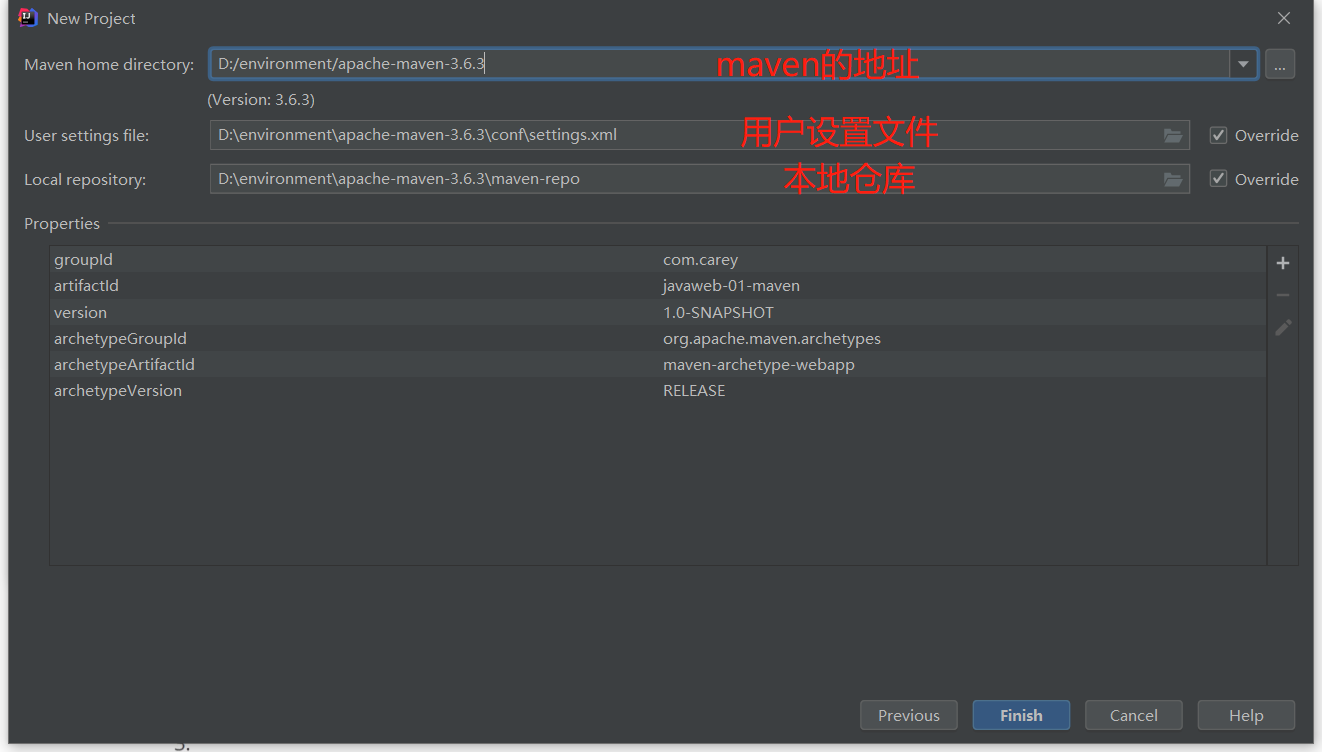 New Project
Maven home directory: D:/environment/apache-maven-3.6.3 maven的地址 ...
(Version: 3.6.3)
User settings file: D:\environment\apache-maven-3.6.3\conf\settings.xml 用户设置文件 Override
Local repository: D:\environment\apache-maven-3.6.3\maven-repo 本地仓库 Override
Properties
groupId com.carey
artifactId javaweb-01-maven
version 1.0-SNAPSHOT
archetypeGroupId org.apache.maven.archetypes
archetypeArtifactId maven-archetype-webapp
archetypeVersion RELEASE
Previous Finish Cancel Help